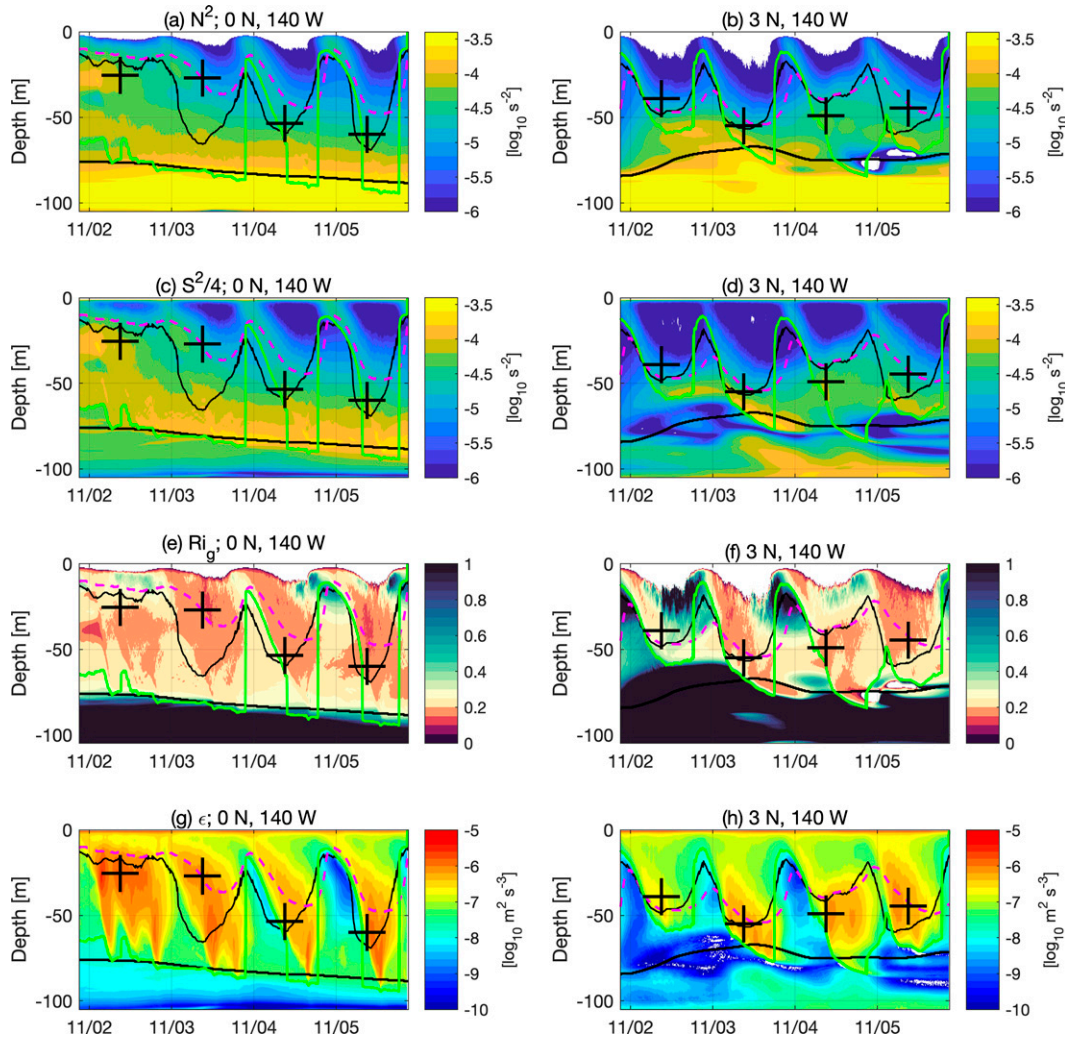 (a) N²; 0 N, 140 W
(b) 3 N, 140 W
0
-50
-100
Depth [m]
11/02 11/03 11/04 11/05
-3.5
-4
-4.5
-5
-5.5
-6
[log₁₀ s⁻²]
0
-50
-100
Depth [m]
11/02 11/03 11/04 11/05
-3.5
-4
-4.5
-5
-5.5
-6
[log₁₀ s⁻²]
(c) S²/4; 0 N, 140 W
(d) 3 N, 140 W
0
-50
-100
Depth [m]
11/02 11/03 11/04 11/05
-3.5
-4
-4.5
-5
-5.5
-6
[log₁₀ s⁻²]
0
-50
-100
Depth [m]
11/02 11/03 11/04 11/05
-3.5
-4
-4.5
-5
-5.5
-6
[log₁₀ s⁻²]
(e) Ri_g; 0 N, 140 W
(f) 3 N, 140 W
0
-50
-100
Depth [m]
11/02 11/03 11/04 11/05
1
0.8
0.6
0.4
0.2
0
0
-50
-100
Depth [m]
11/02 11/03 11/04 11/05
1
0.8
0.6
0.4
0.2
0
(g) ϵ; 0 N, 140 W
(h) 3 N, 140 W
0
-50
-100
Depth [m]
11/02 11/03 11/04 11/05
-5
-6
-7
-8
-9
-10
[log₁₀ m² s⁻³]
0
-50
-100
Depth [m]
11/02 11/03 11/04 11/05
-5
-6
-7
-8
-9
-10
[log₁₀ m² s⁻³]